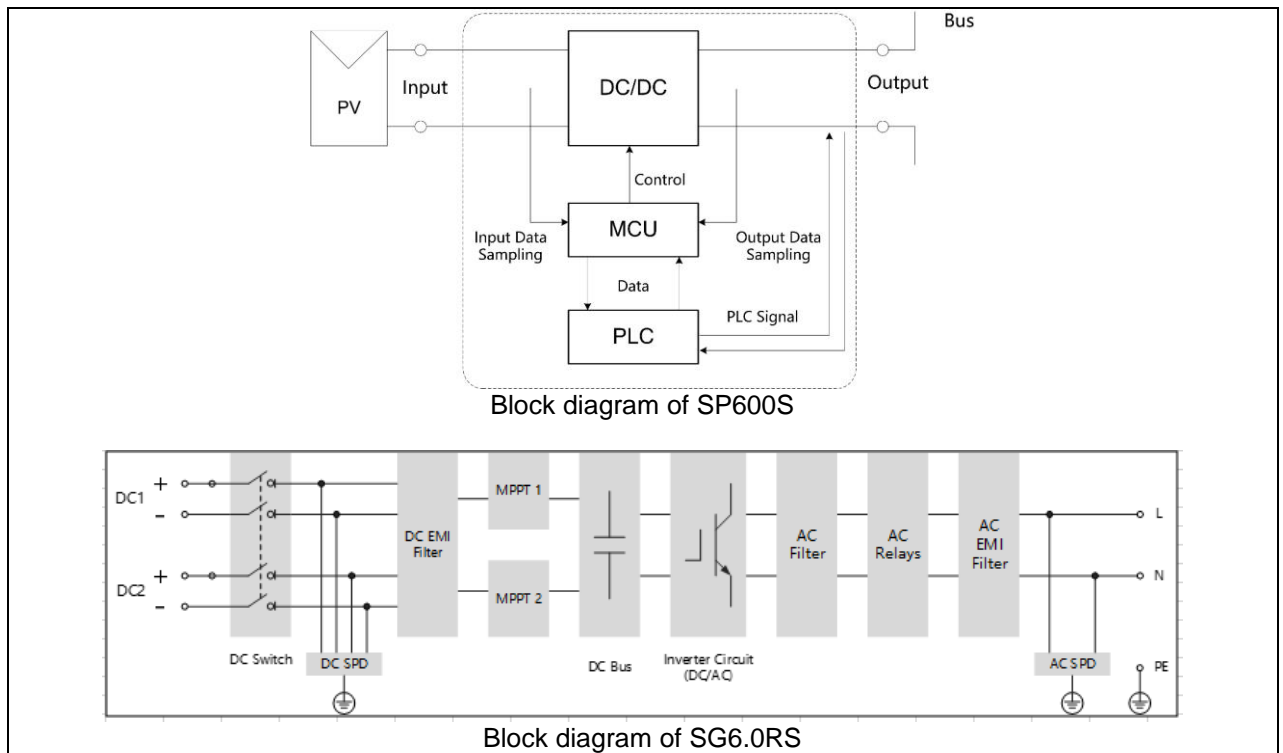 Bus
Input
DC/DC
Output
PV
Control
MCU
Input Data
Sampling
Output Data
Sampling
Data
PLC Signal
PLC
Block diagram of SP600S
DC1
+
-
DC2
+
-
DC Switch
DC SPD
DC EMI
Filter
MPPT 1
MPPT 2
DC Bus
Inverter Circuit
(DC/AC)
AC
Filter
AC
Relays
AC
EMI
Filter
L
N
AC SPD
PE
Block diagram of SG6.0RS